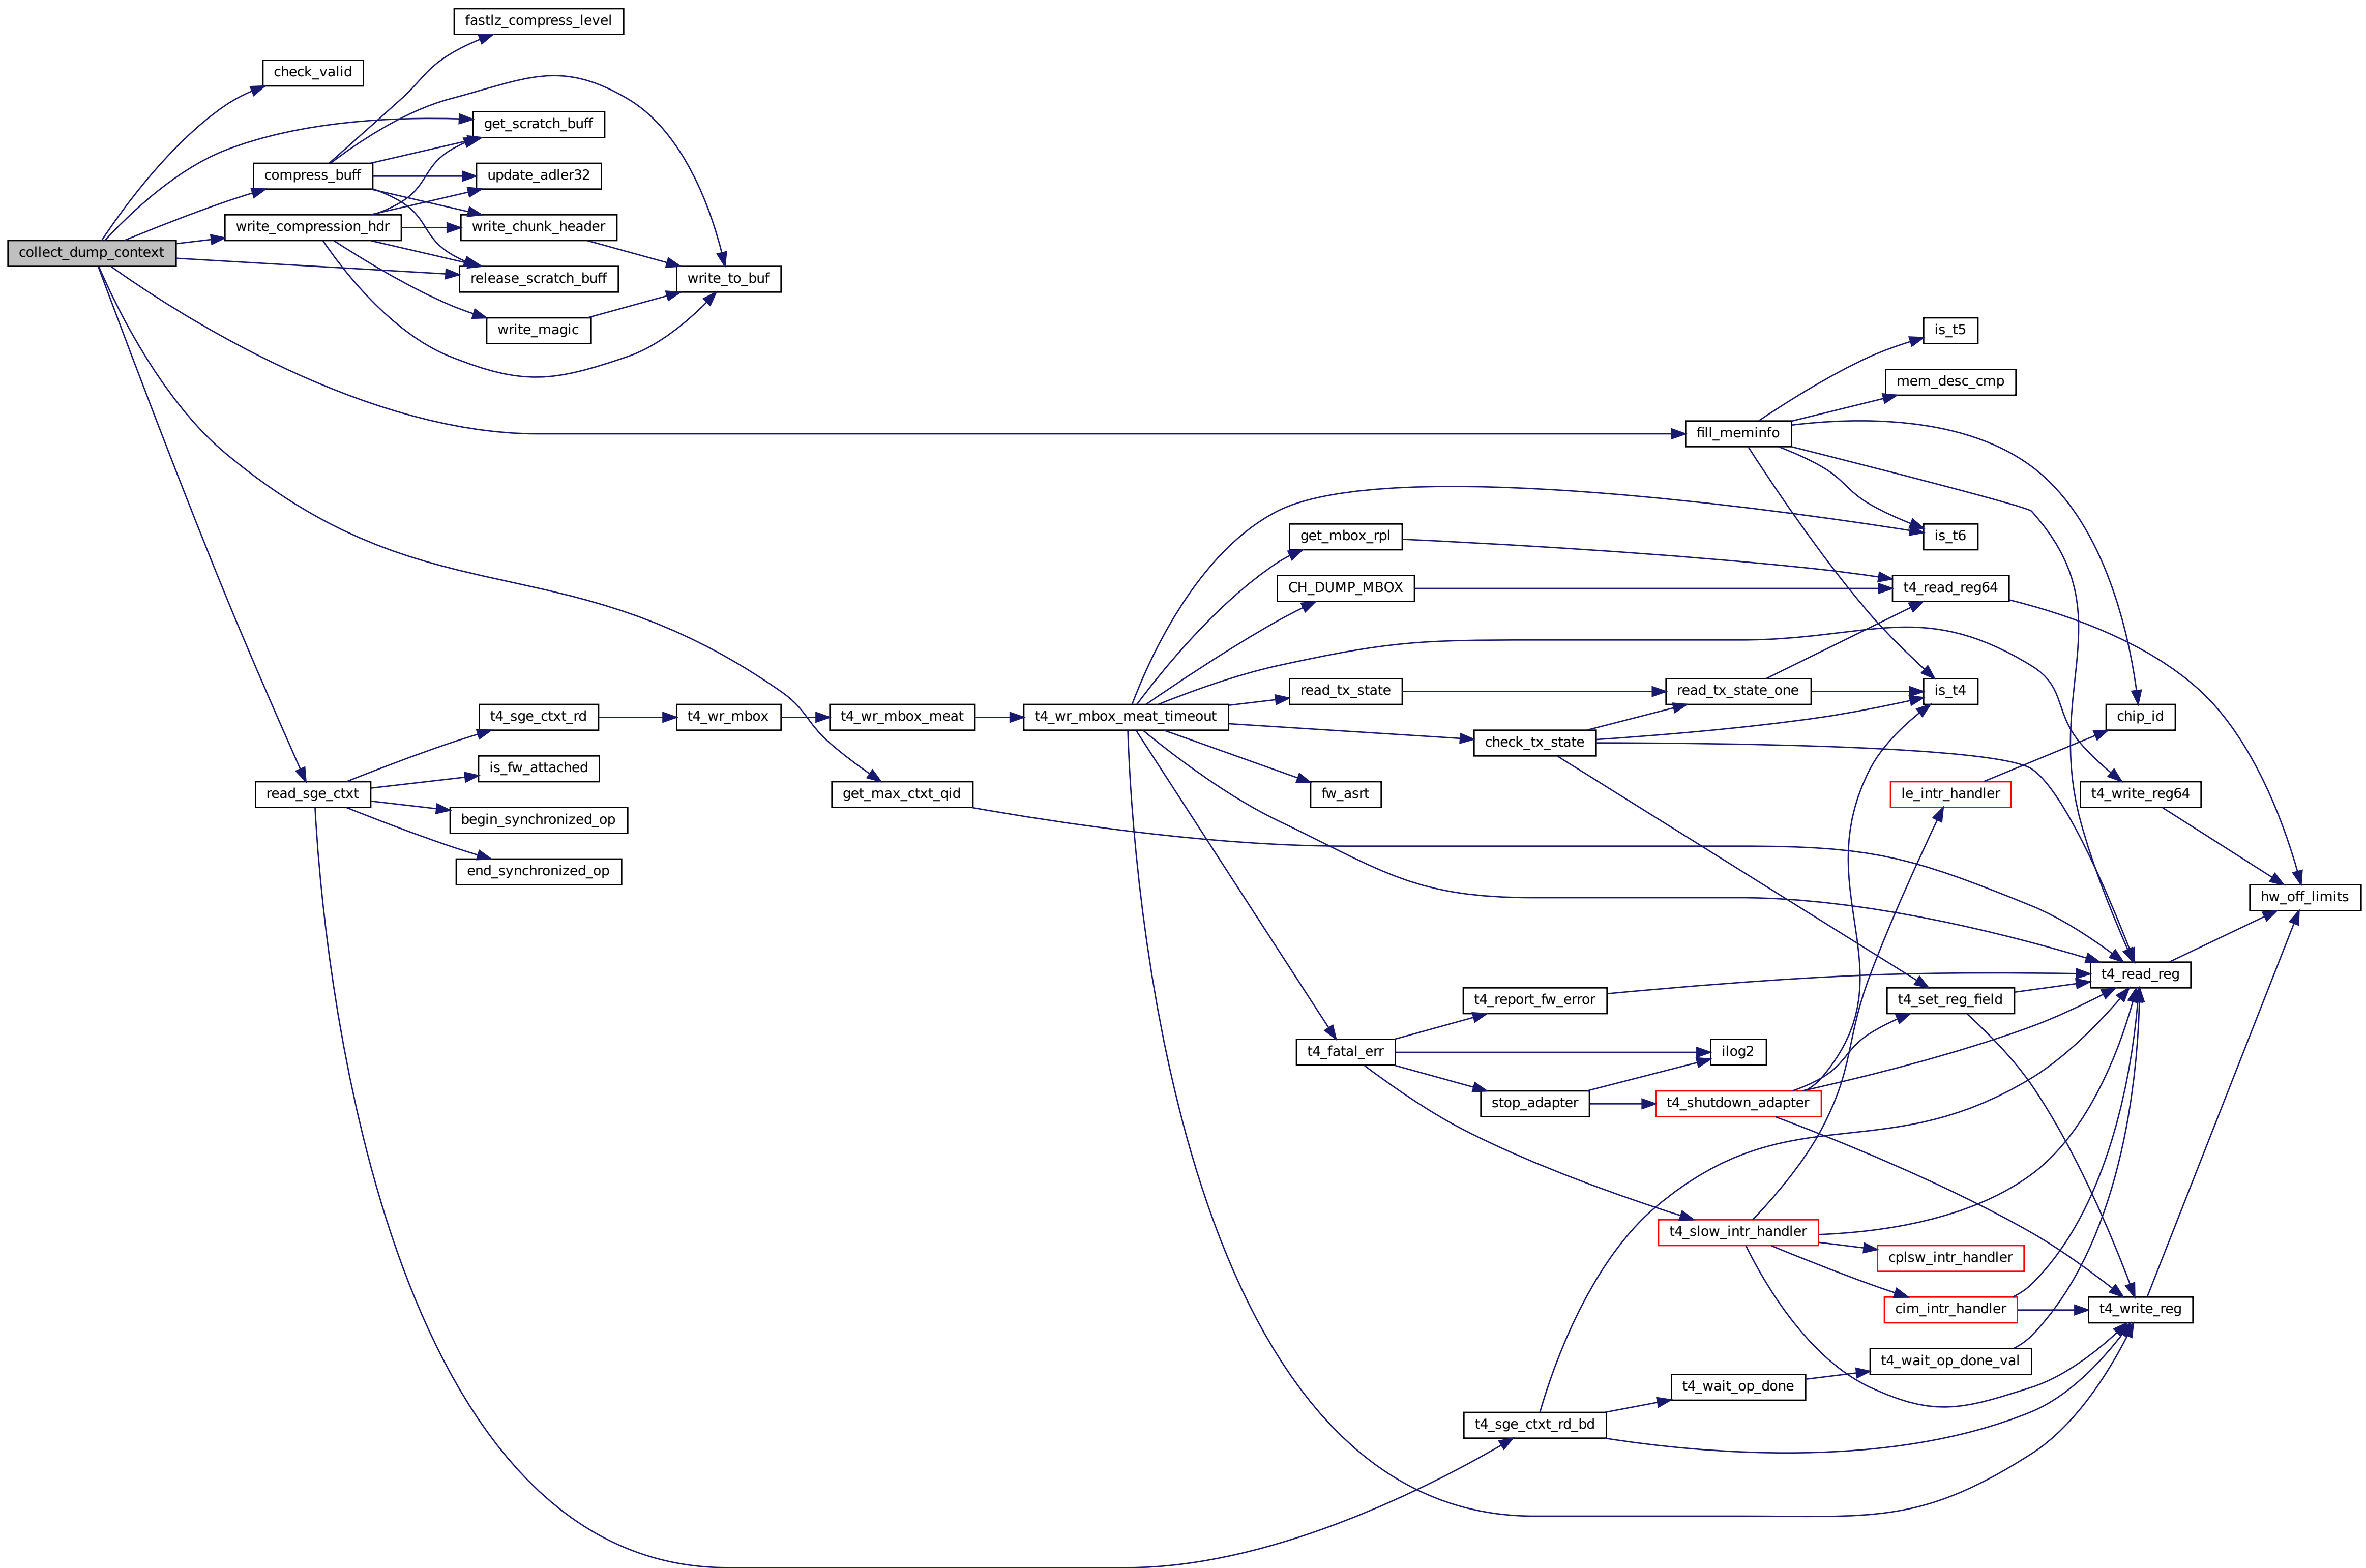 fastlz_compress_level
check_valid
get_scratch_buff
compress_buff
update_adler32
write_compression_hdr
write_chunk_header
collect_dump_context
release_scratch_buff
write_to_buf
write_magic
is_t5
mem_desc_cmp
fill_meminfo
get_mbox_rpl
is_t6
CH_DUMP_MBOX
t4_read_reg64
read_tx_state
read_tx_state_one
is_t4
t4_sge_ctxt_rd
t4_wr_mbox
t4_wr_mbox_meat
t4_wr_mbox_meat_timeout
chip_id
check_tx_state
is_fw_attached
read_sge_ctxt
get_max_ctxt_qid
fw_asrt
le_intr_handler
t4_write_reg64
begin_synchronized_op
end_synchronized_op
hw_off_limits
t4_read_reg
t4_report_fw_error
t4_set_reg_field
t4_fatal_err
ilog2
stop_adapter
t4_shutdown_adapter
t4_slow_intr_handler
cplsw_intr_handler
cim_intr_handler
t4_write_reg
t4_wait_op_done_val
t4_wait_op_done
t4_sge_ctxt_rd_bd